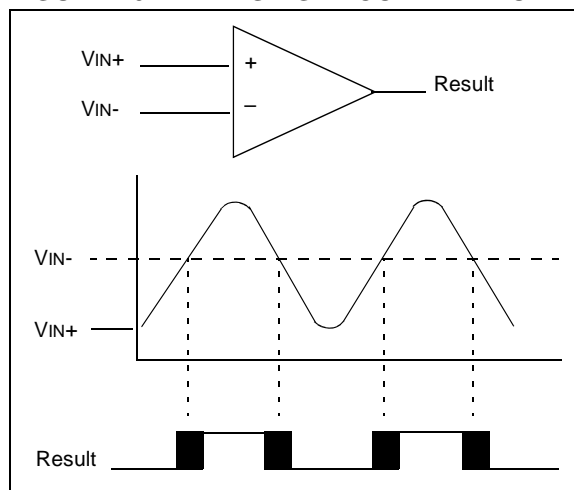 VIN+
+
Result
VIN-
–
VIN-
VIN+
Result